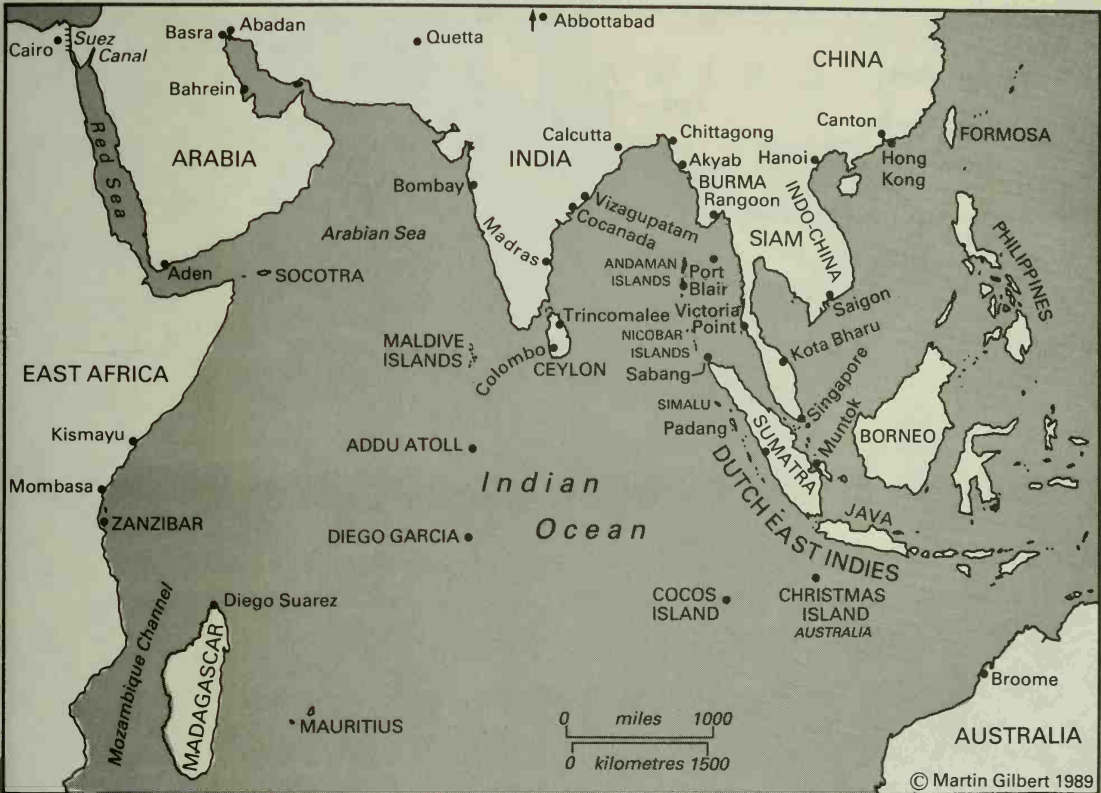 Abbottabad
Cairo
Suez
Canal
Basra
Abadan
Quetta
CHINA
Bahrein
Red Sea
ARABIA
Calcutta
INDIA
Chittagong
Canton
FORMOSA
Akyab
Hanoi
Hong
Kong
BURMA
Rangoon
Bombay
Vizagupatam
Cocanada
INDO-CHINA
SIAM
PHILIPPINES
Arabian Sea
Madras
Aden
SOCOTRA
ANDAMAN
ISLANDS
Port
Blair
Saigon
Trincomalee
Victoria
Point
NICOBAR
ISLANDS
MALDIVE
ISLANDS
Colombo
CEYLON
Kota Bharu
Sabang
EAST AFRICA
Singapore
SIMALU
Padang
SUMATRA
Muntok
BORNEO
Kismayu
ADDU ATOLL
Indian
Ocean
Mombasa
ZANZIBAR
DIEGO GARCIA
DUTCH EAST INDIES
JAVA
Diego Suarez
COCOS
ISLAND
CHRISTMAS
ISLAND
AUSTRALIA
Mozambique Channel
MADAGASCAR
MAURITIUS
Broome
0 miles 1000
0 kilometres 1500
AUSTRALIA
© Martin Gilbert 1989